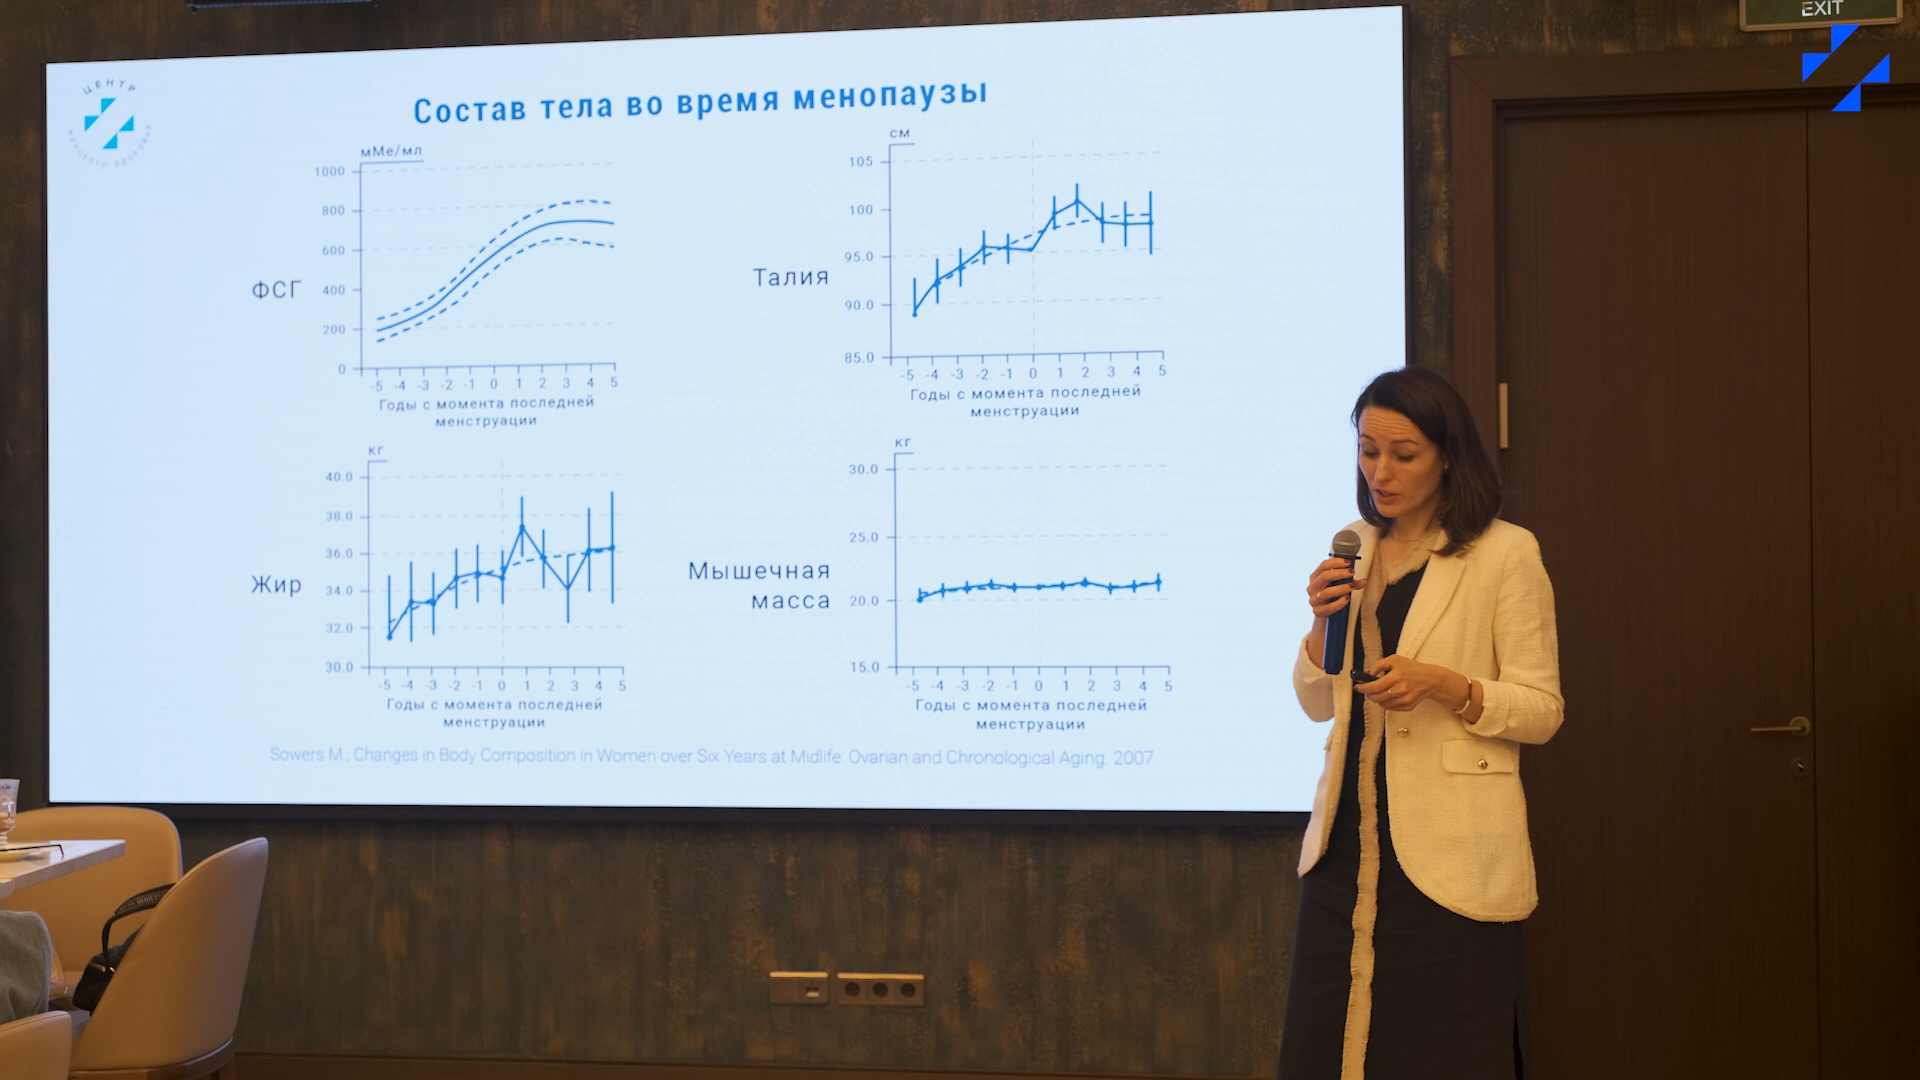 EXIT
ЦЕНТР
ЖЕНСКОГО ЗДОРОВЬЯ
Состав тела во время менопаузы
ФСГ
мМе/мл
1000
800
600
400
200
0
-5 -4 -3 -2 -1 0 1 2 3 4 5
Годы с момента последней
менструации
Талия
см
105
100
95.0
90.0
85.0
-5 -4 -3 -2 -1 0 1 2 3 4 5
Годы с момента последней
менструации
Жир
кг
40.0
38.0
36.0
34.0
32.0
30.0
-5 -4 -3 -2 -1 0 1 2 3 4 5
Годы с момента последней
менструации
Мышечная
масса
кг
30.0
25.0
20.0
15.0
-5 -4 -3 -2 -1 0 1 2 3 4 5
Годы с момента последней
менструации
Sowers M., Changes in Body Composition in Women over Six Years at Midlife: Ovarian and Chronological Aging. 2007